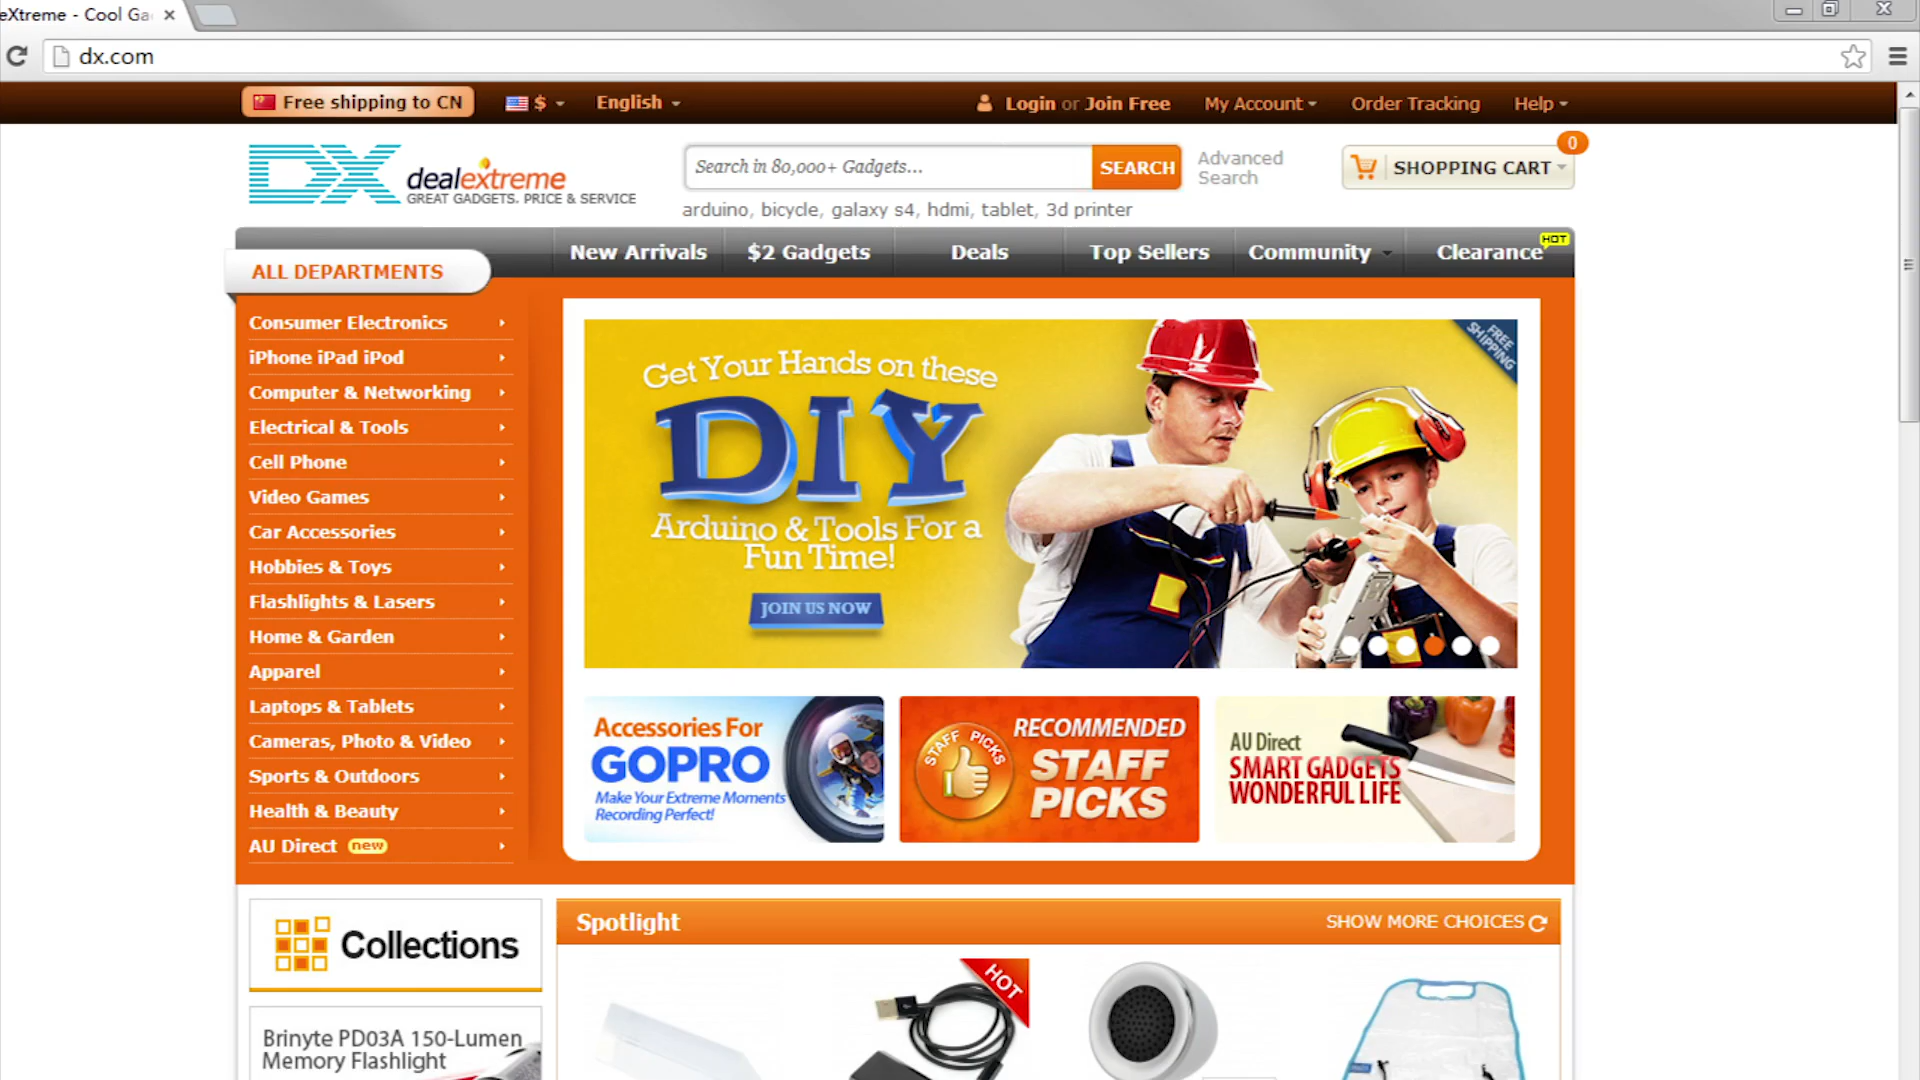 eXtreme - Cool Ga
dx.com
Free shipping to CN
$
English
Login or Join Free
My Account
Order Tracking
Help
DX dealextreme
GREAT GADGETS. PRICE & SERVICE
Search in 80,000+ Gadgets...
SEARCH
Advanced
Search
SHOPPING CART
0
arduino, bicycle, galaxy s4, hdmi, tablet, 3d printer
ALL DEPARTMENTS
New Arrivals
$2 Gadgets
Deals
Top Sellers
Community
Clearance
HOT
Consumer Electronics
iPhone iPad iPod
Computer & Networking
Electrical & Tools
Cell Phone
Video Games
Car Accessories
Hobbies & Toys
Flashlights & Lasers
Home & Garden
Apparel
Laptops & Tablets
Cameras, Photo & Video
Sports & Outdoors
Health & Beauty
AU Direct new
Get Your Hands on these
DIY
Arduino & Tools For a
Fun Time!
JOIN US NOW
FREE
SHIPPING
Accessories For
GOPRO
Make Your Extreme Moments
Recording Perfect!
STAFF PICKS
RECOMMENDED
STAFF
PICKS
AU Direct
SMART GADGETS
WONDERFUL LIFE
Collections
Spotlight
SHOW MORE CHOICES
HOT
Brinyte PD03A 150-Lumen
Memory Flashlight